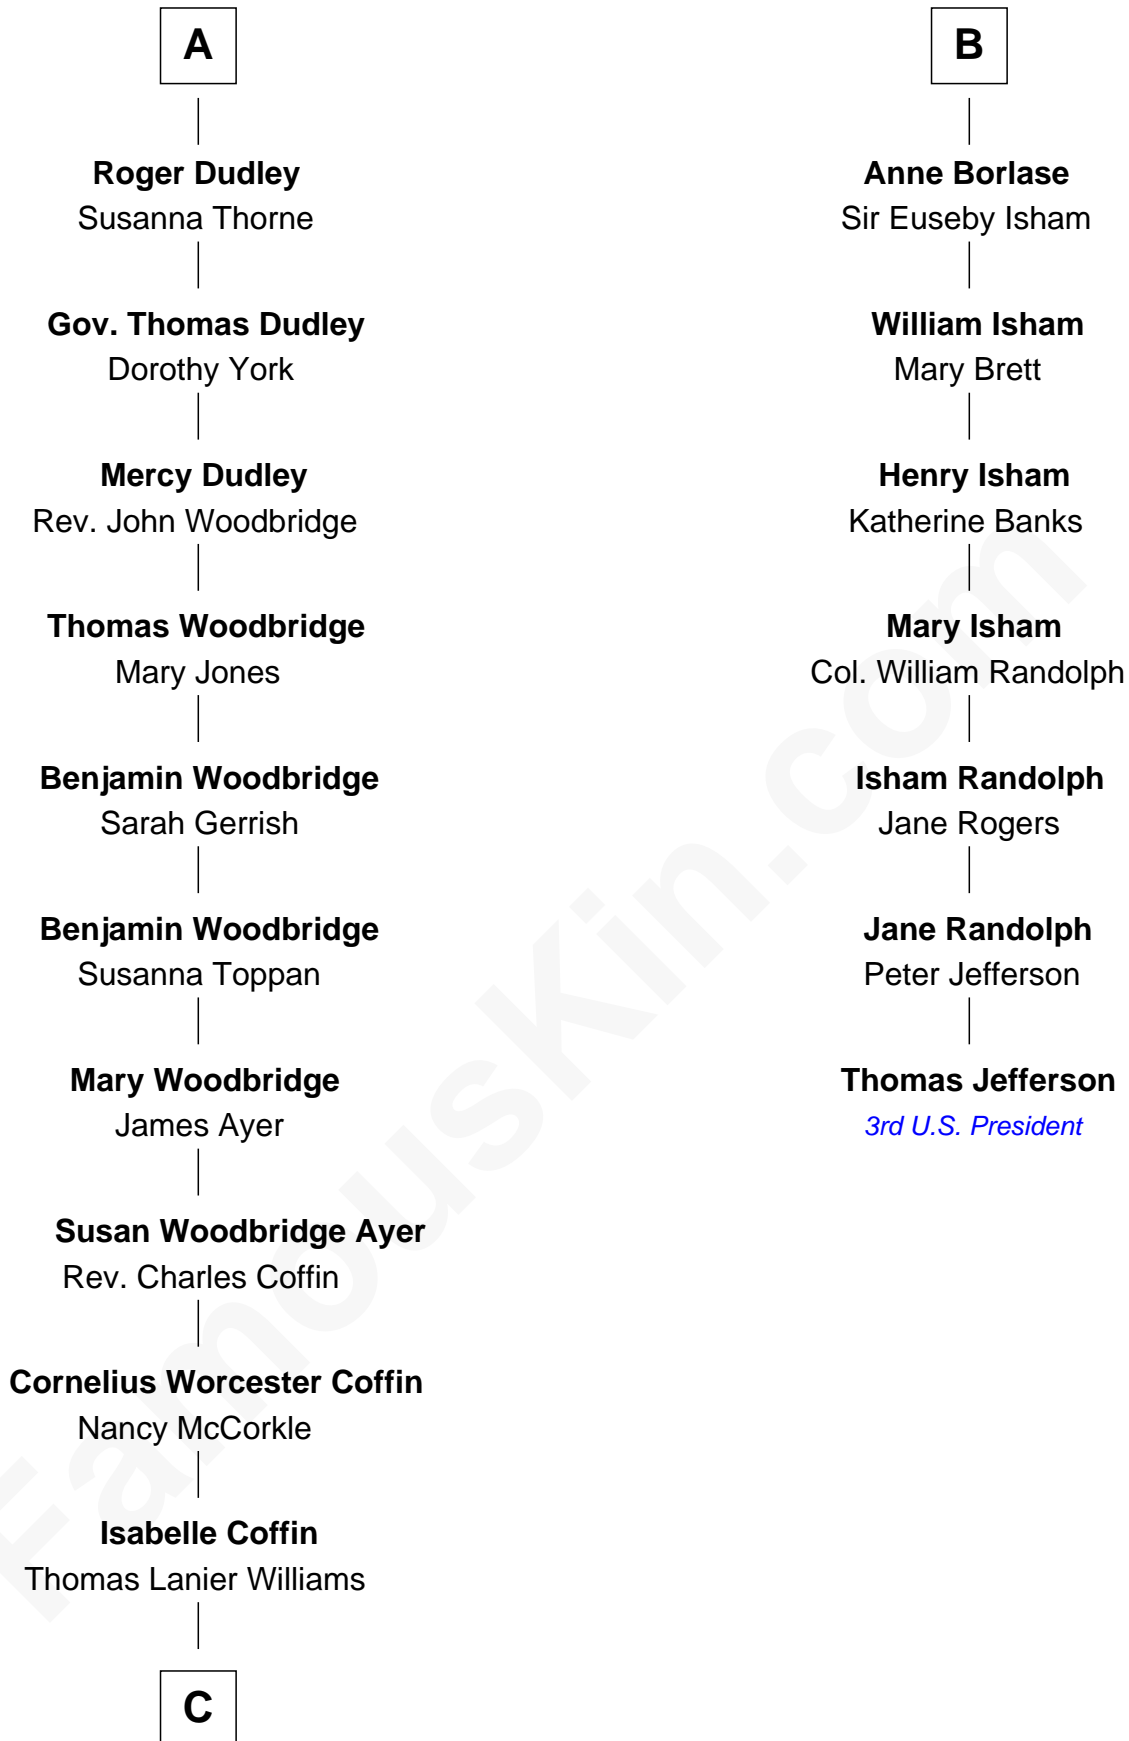 A
Roger Dudley
Susanna Thorne
Gov. Thomas Dudley
Dorothy York
Mercy Dudley
Rev. John Woodbridge
Thomas Woodbridge
Mary Jones
Benjamin Woodbridge
Sarah Gerrish
Benjamin Woodbridge
Susanna Toppan
Mary Woodbridge
James Ayer
Susan Woodbridge Ayer
Rev. Charles Coffin
Cornelius Worcester Coffin
Nancy McCorkle
Isabelle Coffin
Thomas Lanier Williams
C
B
Anne Borlase
Sir Euseby Isham
William Isham
Mary Brett
Henry Isham
Katherine Banks
Mary Isham
Col. William Randolph
Isham Randolph
Jane Rogers
Jane Randolph
Peter Jefferson
Thomas Jefferson
3rd U.S. President
FamousKin.com